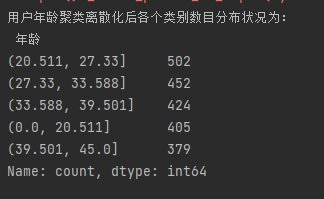 用户年龄聚类离散化后各个类别数目分布状况为:
年龄
(20.511, 27.33]     502
(27.33, 33.588]     452
(33.588, 39.501]    424
(0.0, 20.511]       405
(39.501, 45.0]      379
Name: count, dtype: int64